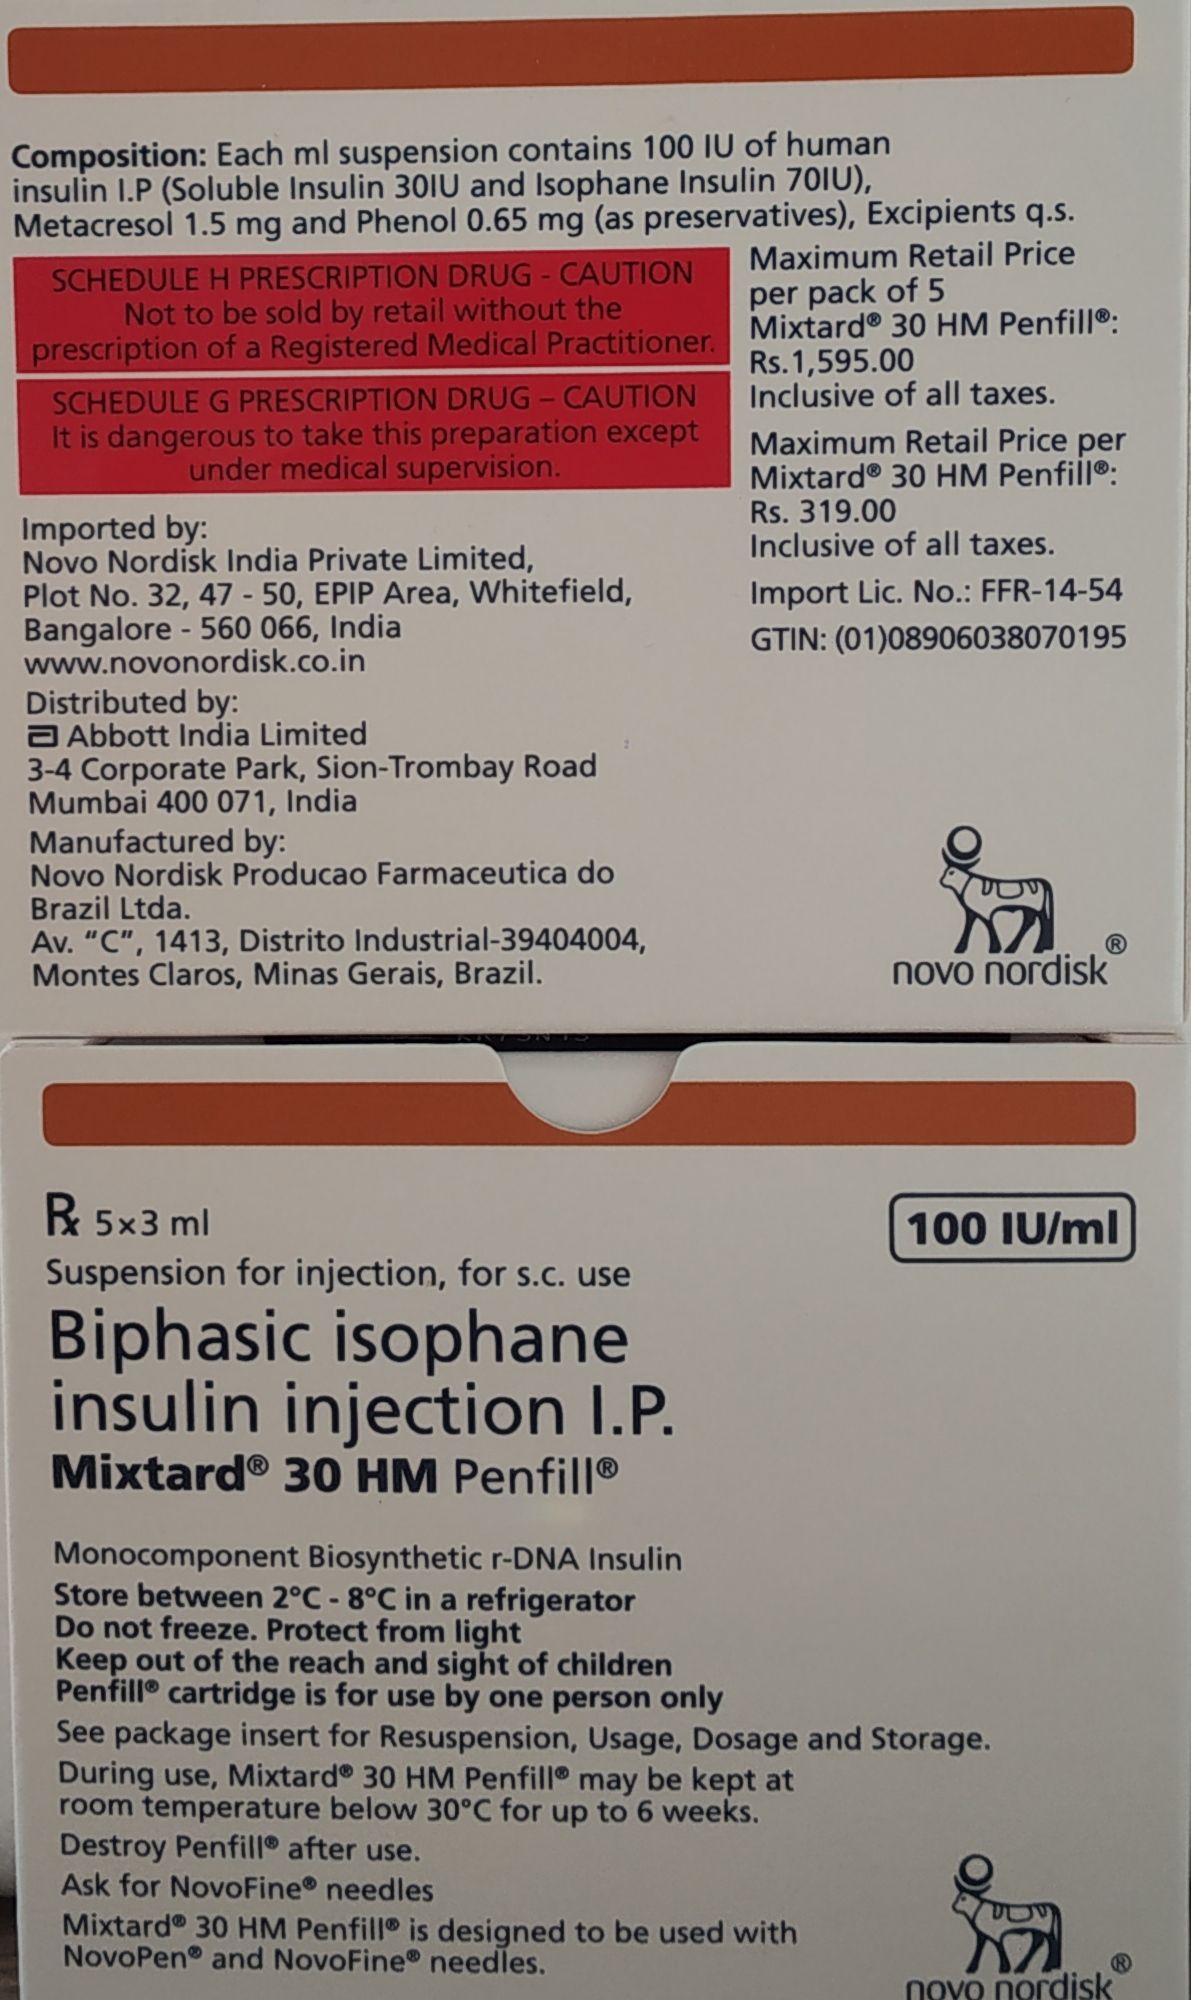 Composition: Each ml suspension contains 100 IU of human
insulin I.P (Soluble Insulin 30IU and Isophane Insulin 70IU),
Metacresol 1.5 mg and Phenol 0.65 mg (as preservatives), Excipients q.s.
SCHEDULE H PRESCRIPTION DRUG - CAUTION
Not to be sold by retail without the
prescription of a Registered Medical Practitioner.
SCHEDULE G PRESCRIPTION DRUG – CAUTION
It is dangerous to take this preparation except
under medical supervision.
Imported by:
Novo Nordisk India Private Limited,
Plot No. 32, 47 - 50, EPIP Area, Whitefield,
Bangalore - 560 066, India
www.novonordisk.co.in
Distributed by:
Abbott India Limited
3-4 Corporate Park, Sion-Trombay Road
Mumbai 400 071, India
Manufactured by:
Novo Nordisk Producao Farmaceutica do
Brazil Ltda.
Av. “C”, 1413, Distrito Industrial-39404004,
Montes Claros, Minas Gerais, Brazil.
Maximum Retail Price
per pack of 5
Mixtard® 30 HM Penfill®:
Rs.1,595.00
Inclusive of all taxes.
Maximum Retail Price per
Mixtard® 30 HM Penfill®:
Rs. 319.00
Inclusive of all taxes.
Import Lic. No.: FFR-14-54
GTIN: (01)08906038070195
novo nordisk®
℞ 5×3 ml
100 IU/ml
Suspension for injection, for s.c. use
Biphasic isophane
insulin injection I.P.
Mixtard® 30 HM Penfill®
Monocomponent Biosynthetic r-DNA Insulin
Store between 2°C - 8°C in a refrigerator
Do not freeze. Protect from light
Keep out of the reach and sight of children
Penfill® cartridge is for use by one person only
See package insert for Resuspension, Usage, Dosage and Storage.
During use, Mixtard® 30 HM Penfill® may be kept at
room temperature below 30°C for up to 6 weeks.
Destroy Penfill® after use.
Ask for NovoFine® needles
Mixtard® 30 HM Penfill® is designed to be used with
NovoPen® and NovoFine® needles.
novo nordisk®